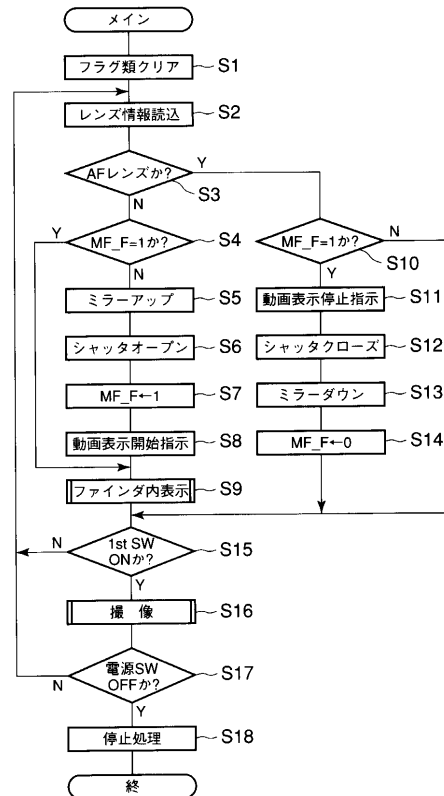 メイン
フラグ類クリア
S1
レンズ情報読込
S2
AFレンズか?
S3
Y
N
MF_F=1か?
S4
Y
N
MF_F=1か?
S10
N
Y
ミラーアップ
S5
動画表示停止指示
S11
シャッタオープン
S6
シャッタクローズ
S12
MF_F←1
S7
ミラーダウン
S13
動画表示開始指示
S8
MF_F←0
S14
ファインダ内表示
S9
1st SW
ONか?
S15
N
Y
撮 像
S16
電源SW
OFFか?
S17
N
Y
停止処理
S18
終